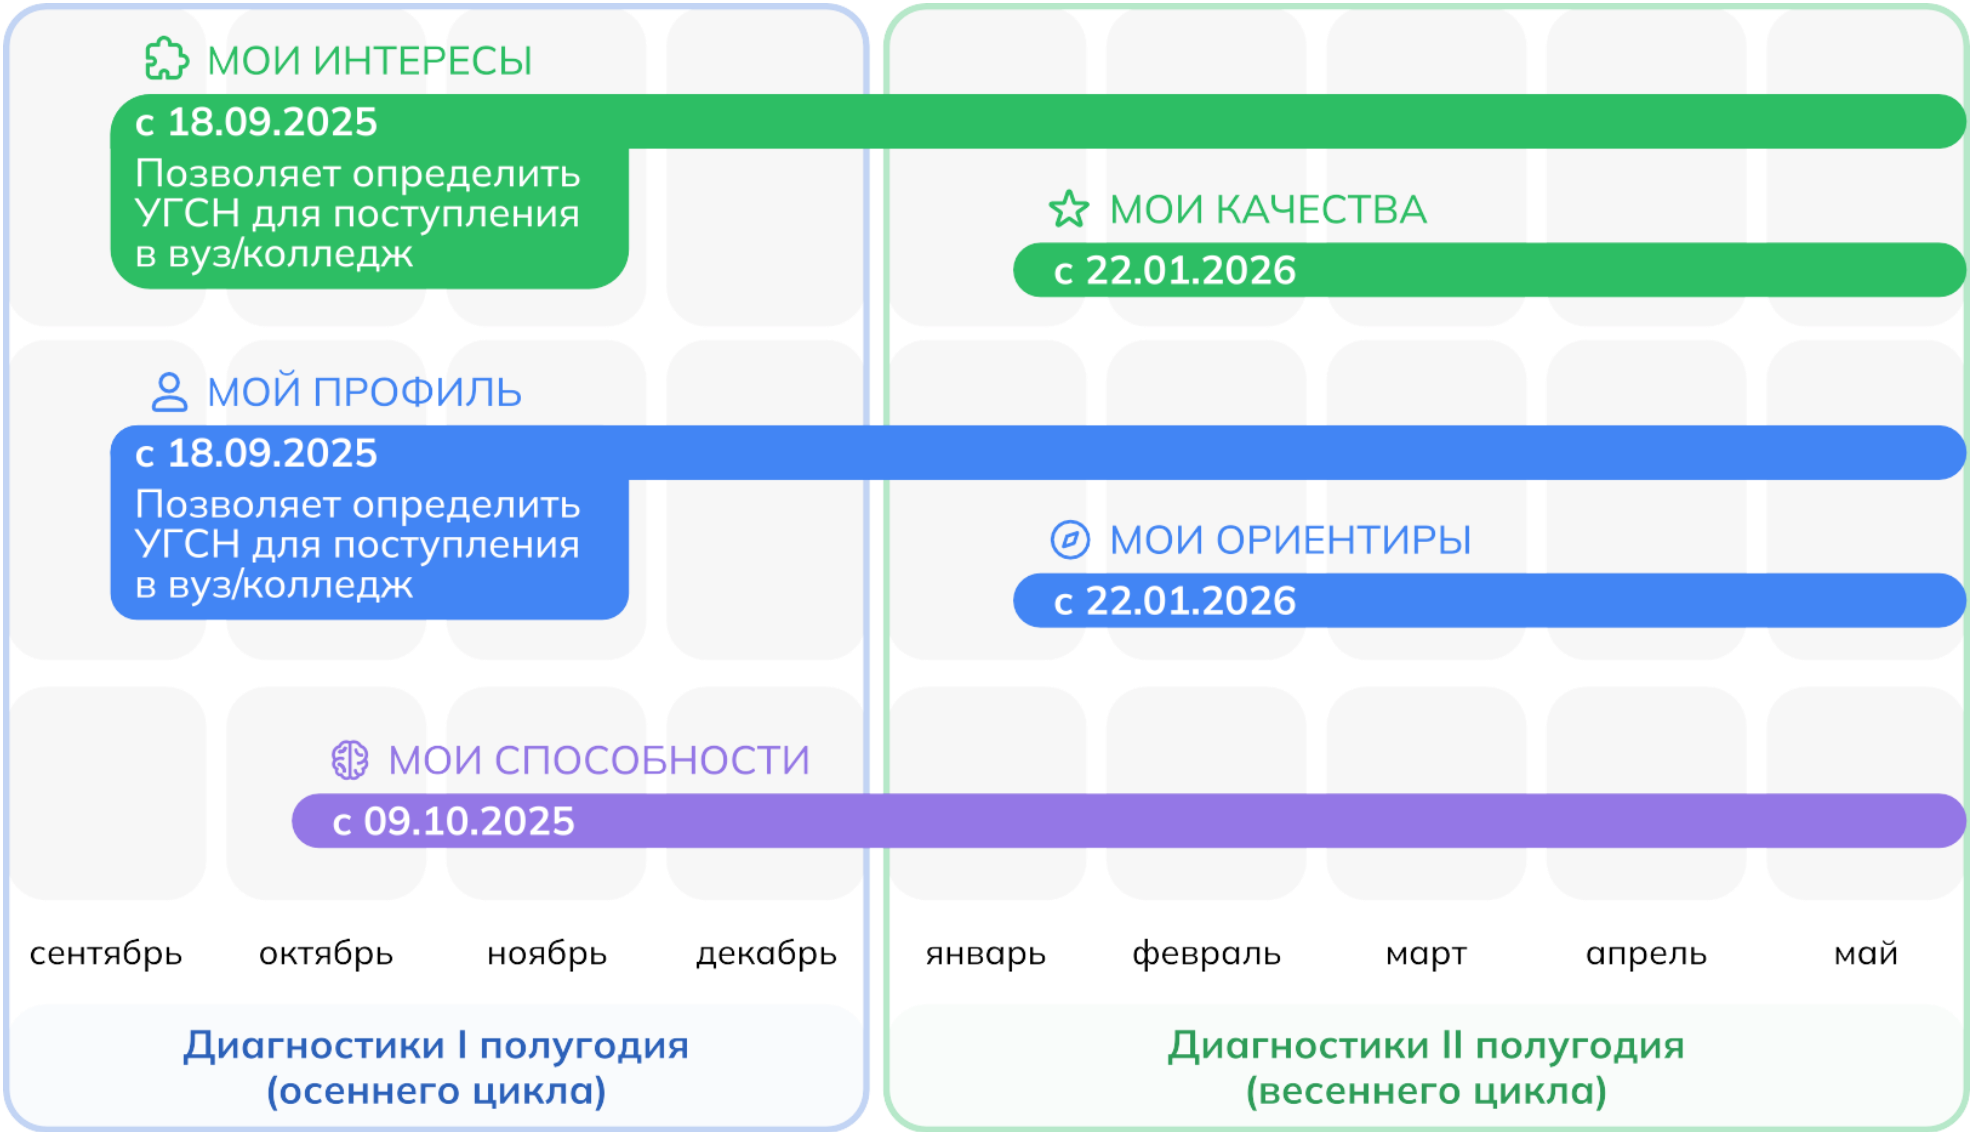 МОИ ИНТЕРЕСЫ
с 18.09.2025
Позволяет определить
УГСН для поступления
в вуз/колледж
МОИ КАЧЕСТВА
с 22.01.2026
МОЙ ПРОФИЛЬ
с 18.09.2025
Позволяет определить
УГСН для поступления
в вуз/колледж
МОИ ОРИЕНТИРЫ
с 22.01.2026
МОИ СПОСОБНОСТИ
с 09.10.2025
сентябрь октябрь ноябрь декабрь январь февраль март апрель май
Диагностики I полугодия
(осеннего цикла)
Диагностики II полугодия
(весеннего цикла)